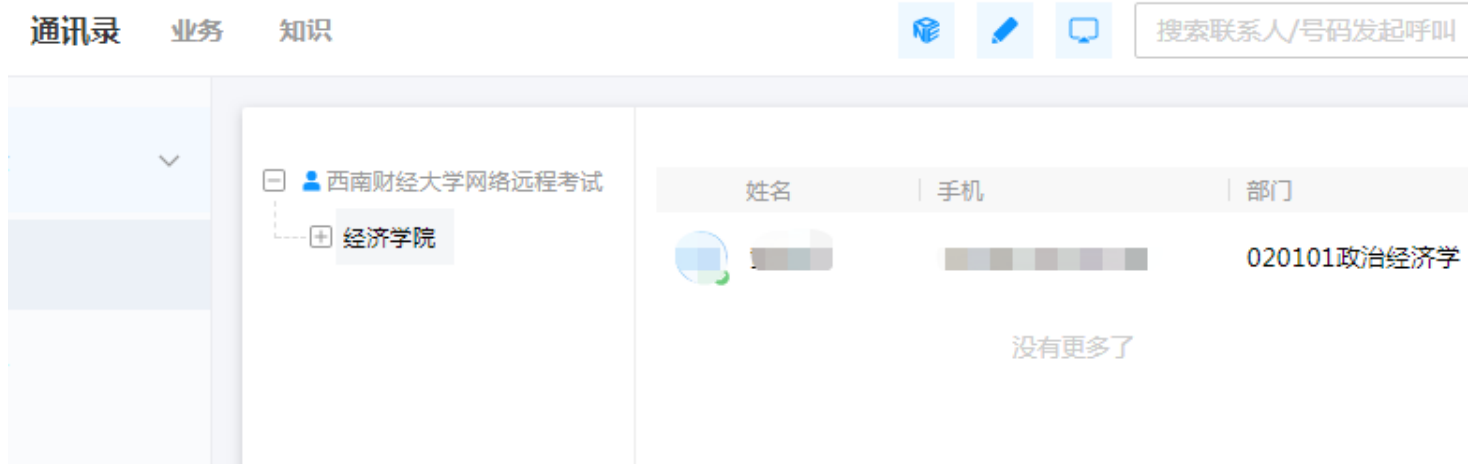 通讯录 业务 知识 搜索联系人/号码发起呼叫
西南财经大学网络远程考试
姓名 手机 部门
经济学院
020101政治经济学
没有更多了